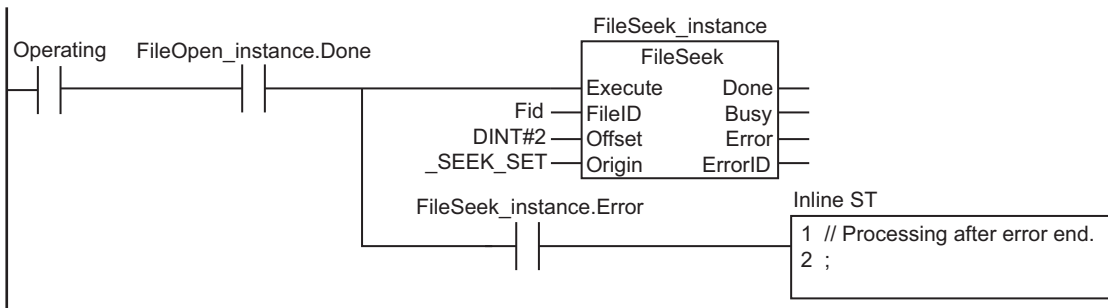 FileSeek_instance
Operating FileOpen_instance.Done
FileSeek
Execute Done
Fid FileID Busy
DINT#2 Offset Error
_SEEK_SET Origin ErrorID
FileSeek_instance.Error
Inline ST
1 // Processing after error end.
2 ;